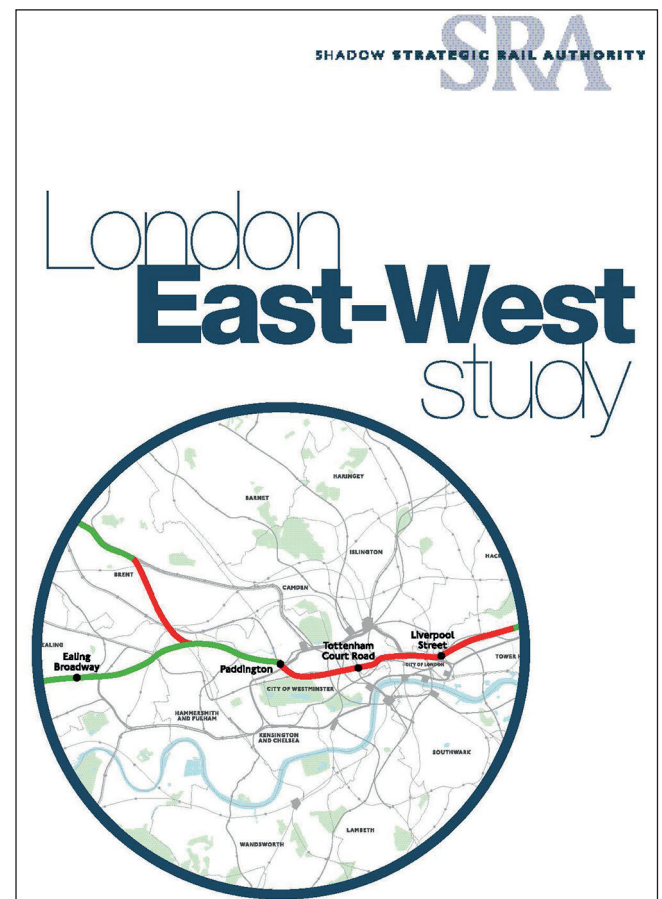 SRA
SHADOW STRATEGIC RAIL AUTHORITY
London
East-West
study
HARINGEY
BARNET
ISLINGTON
HAC
BRENT
CAMDEN
EALING
Ealing
Broadway
Paddington
Tottenham
Court Road
Liverpool
Street
CITY OF LONDON
TOWER H
CITY OF WESTMINSTER
HAMMERSMITH
AND FULHAM
KENSINGTON
AND CHELSEA
SOUTHWARK
LAMBETH
WANDSWORTH